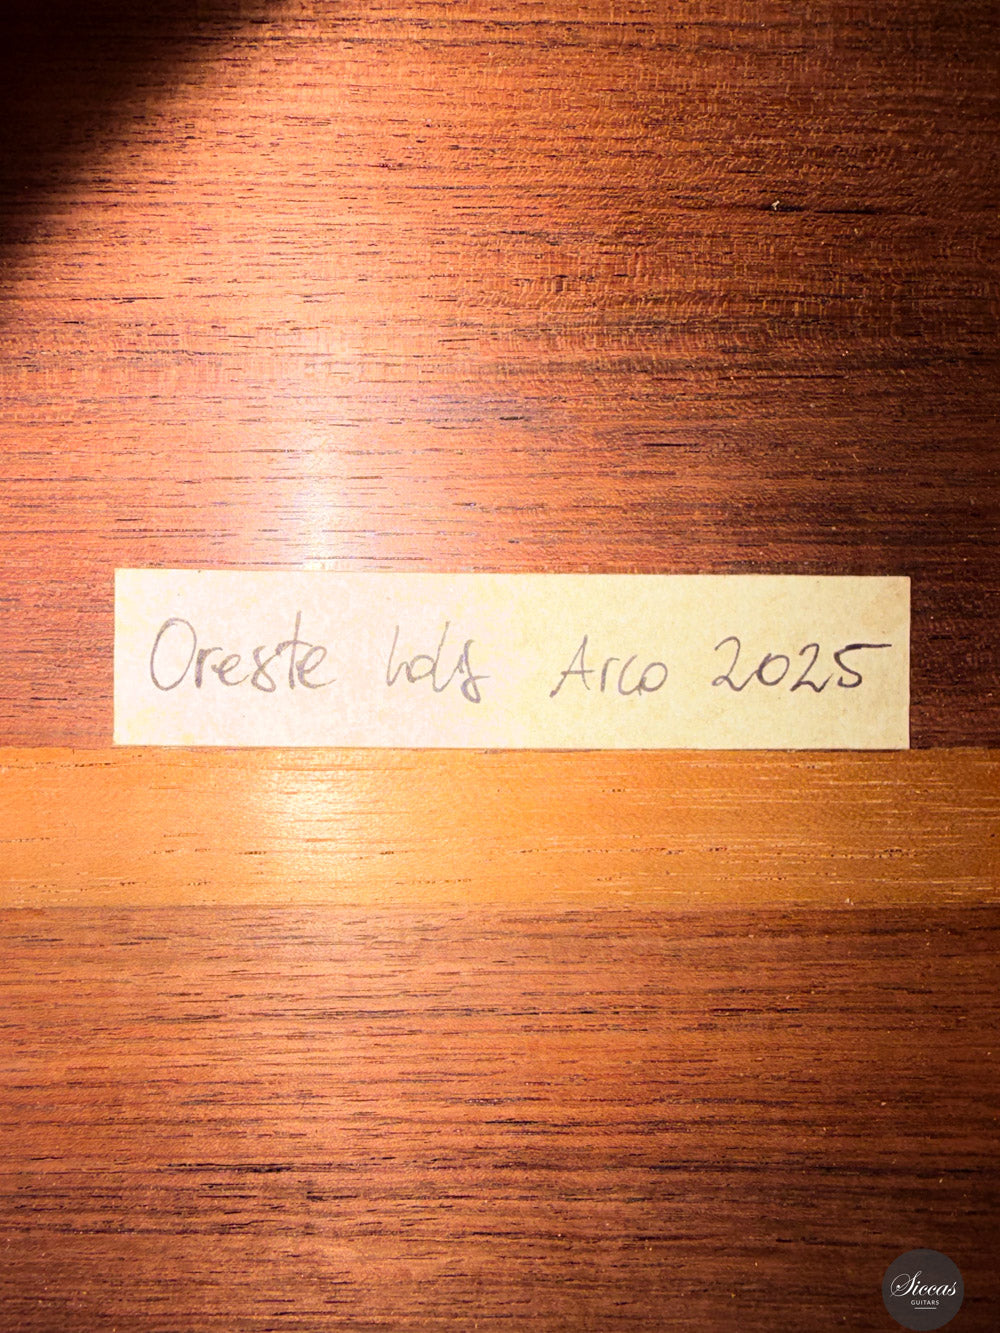 Oreste Arco 2025
Siccas
GUITARS